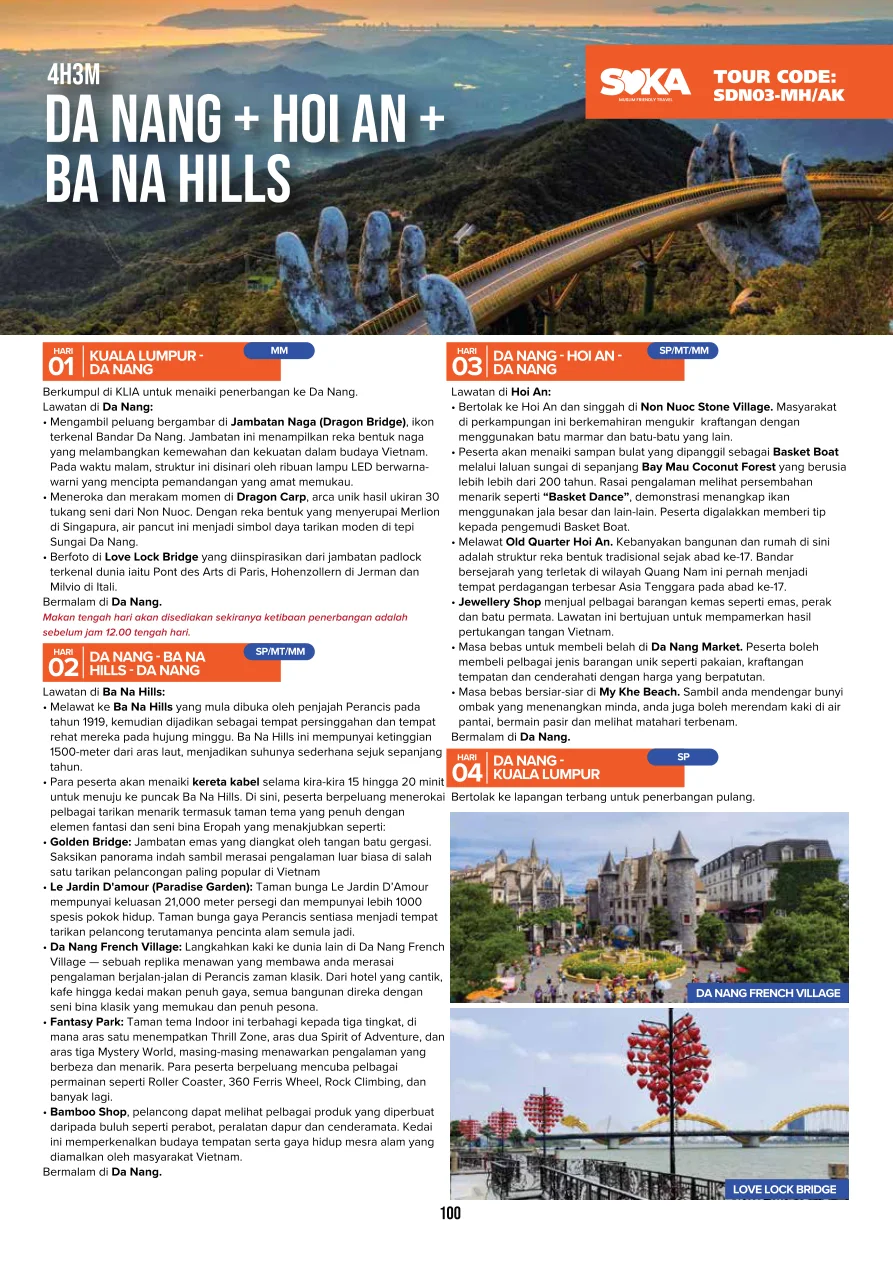 4H3M
DA NANG + HOI AN +
BA NA HILLS
SOKA
MUSLIM FRIENDLY TRAVEL
TOUR CODE:
SDN03-MH/AK
HARI
01
KUALA LUMPUR -
DA NANG
MM
Berkumpul di KLIA untuk menaiki penerbangan ke Da Nang.
Lawatan di Da Nang:
• Mengambil peluang bergambar di Jambatan Naga (Dragon Bridge), ikon
terkenal Bandar Da Nang. Jambatan ini menampilkan reka bentuk naga
yang melambangkan kemewahan dan kekuatan dalam budaya Vietnam.
Pada waktu malam, struktur ini disinari oleh ribuan lampu LED berwarna-
warni yang mencipta pemandangan yang amat memukau.
• Meneroka dan merakam momen di Dragon Carp, arca unik hasil ukiran 30
tukang seni dari Non Nuoc. Dengan reka bentuk yang menyerupai Merlion
di Singapura, air pancut ini menjadi simbol daya tarikan moden di tepi
Sungai Da Nang.
• Berfoto di Love Lock Bridge yang diinspirasikan dari jambatan padlock
terkenal dunia iaitu Pont des Arts di Paris, Hohenzollern di Jerman dan
Milvio di Itali.
Bermalam di Da Nang.
Makan tengah hari akan disediakan sekiranya ketibaan penerbangan adalah
sebelum jam 12.00 tengah hari.
HARI
02
DA NANG - BA NA
HILLS - DA NANG
SP/MT/MM
Lawatan di Ba Na Hills:
• Melawat ke Ba Na Hills yang mula dibuka oleh penjajah Perancis pada
tahun 1919, kemudian dijadikan sebagai tempat persinggahan dan tempat
rehat mereka pada hujung minggu. Ba Na Hills ini mempunyai ketinggian
1500-meter dari aras laut, menjadikan suhunya sederhana sejuk sepanjang
tahun.
• Para peserta akan menaiki kereta kabel selama kira-kira 15 hingga 20 minit
untuk menuju ke puncak Ba Na Hills. Di sini, peserta berpeluang menerokai
pelbagai tarikan menarik termasuk taman tema yang penuh dengan
elemen fantasi dan seni bina Eropah yang menakjubkan seperti:
• Golden Bridge: Jambatan emas yang diangkat oleh tangan batu gergasi.
Saksikan panorama indah sambil merasai pengalaman luar biasa di salah
satu tarikan pelancongan paling popular di Vietnam
• Le Jardin D'amour (Paradise Garden): Taman bunga Le Jardin D'Amour
mempunyai keluasan 21,000 meter persegi dan mempunyai lebih 1000
spesis pokok hidup. Taman bunga gaya Perancis sentiasa menjadi tempat
tarikan pelancong terutamanya pencinta alam semula jadi.
• Da Nang French Village: Langkahkan kaki ke dunia lain di Da Nang French
Village — sebuah replika menawan yang membawa anda merasai
pengalaman berjalan-jalan di Perancis zaman klasik. Dari hotel yang cantik,
kafe hingga kedai makan penuh gaya, semua bangunan direka dengan
seni bina klasik yang memukau dan penuh pesona.
• Fantasy Park: Taman tema Indoor ini terbahagi kepada tiga tingkat, di
mana aras satu menempatkan Thrill Zone, aras dua Spirit of Adventure, dan
aras tiga Mystery World, masing-masing menawarkan pengalaman yang
berbeza dan menarik. Para peserta berpeluang mencuba pelbagai
permainan seperti Roller Coaster, 360 Ferris Wheel, Rock Climbing, dan
banyak lagi.
• Bamboo Shop, pelancong dapat melihat pelbagai produk yang diperbuat
daripada buluh seperti perabot, peralatan dapur dan cenderamata. Kedai
ini memperkenalkan budaya tempatan serta gaya hidup mesra alam yang
diamalkan oleh masyarakat Vietnam.
Bermalam di Da Nang.
HARI
03
DA NANG - HOI AN -
DA NANG
SP/MT/MM
Lawatan di Hoi An:
• Bertolak ke Hoi An dan singgah di Non Nuoc Stone Village. Masyarakat
di perkampungan ini berkemahiran mengukir kraftangan dengan
menggunakan batu marmar dan batu-batu yang lain.
• Peserta akan menaiki sampan bulat yang dipanggil sebagai Basket Boat
melalui laluan sungai di sepanjang Bay Mau Coconut Forest yang berusia
lebih lebih dari 200 tahun. Rasai pengalaman melihat persembahan
menarik seperti “Basket Dance”, demonstrasi menangkap ikan
menggunakan jala besar dan lain-lain. Peserta digalakkan memberi tip
kepada pengemudi Basket Boat.
• Melawat Old Quarter Hoi An. Kebanyakan bangunan dan rumah di sini
adalah struktur reka bentuk tradisional sejak abad ke-17. Bandar
bersejarah yang terletak di wilayah Quang Nam ini pernah menjadi
tempat perdagangan terbesar Asia Tenggara pada abad ke-17.
• Jewellery Shop menjual pelbagai barangan kemas seperti emas, perak
dan batu permata. Lawatan ini bertujuan untuk mempamerkan hasil
pertukangan tangan Vietnam.
• Masa bebas untuk membeli belah di Da Nang Market. Peserta boleh
membeli pelbagai jenis barangan unik seperti pakaian, kraftangan
tempatan dan cenderahati dengan harga yang berpatutan.
• Masa bebas bersiar-siar di My Khe Beach. Sambil anda mendengar bunyi
ombak yang menenangkan minda, anda juga boleh merendam kaki di air
pantai, bermain pasir dan melihat matahari terbenam.
Bermalam di Da Nang.
HARI
04
DA NANG -
KUALA LUMPUR
SP
Bertolak ke lapangan terbang untuk penerbangan pulang.
DA NANG FRENCH VILLAGE
LOVE LOCK BRIDGE
100